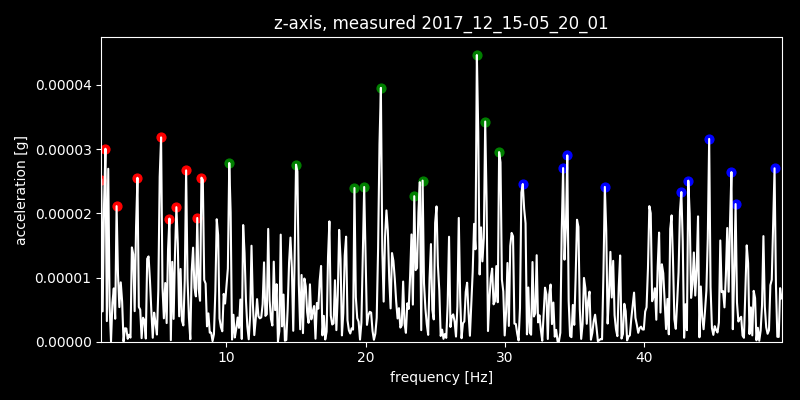 z-axis, measured 2017_12_15-05_20_01
acceleration [g]
0.00004
0.00003
0.00002
0.00001
0.00000
10 20 30 40
frequency [Hz]